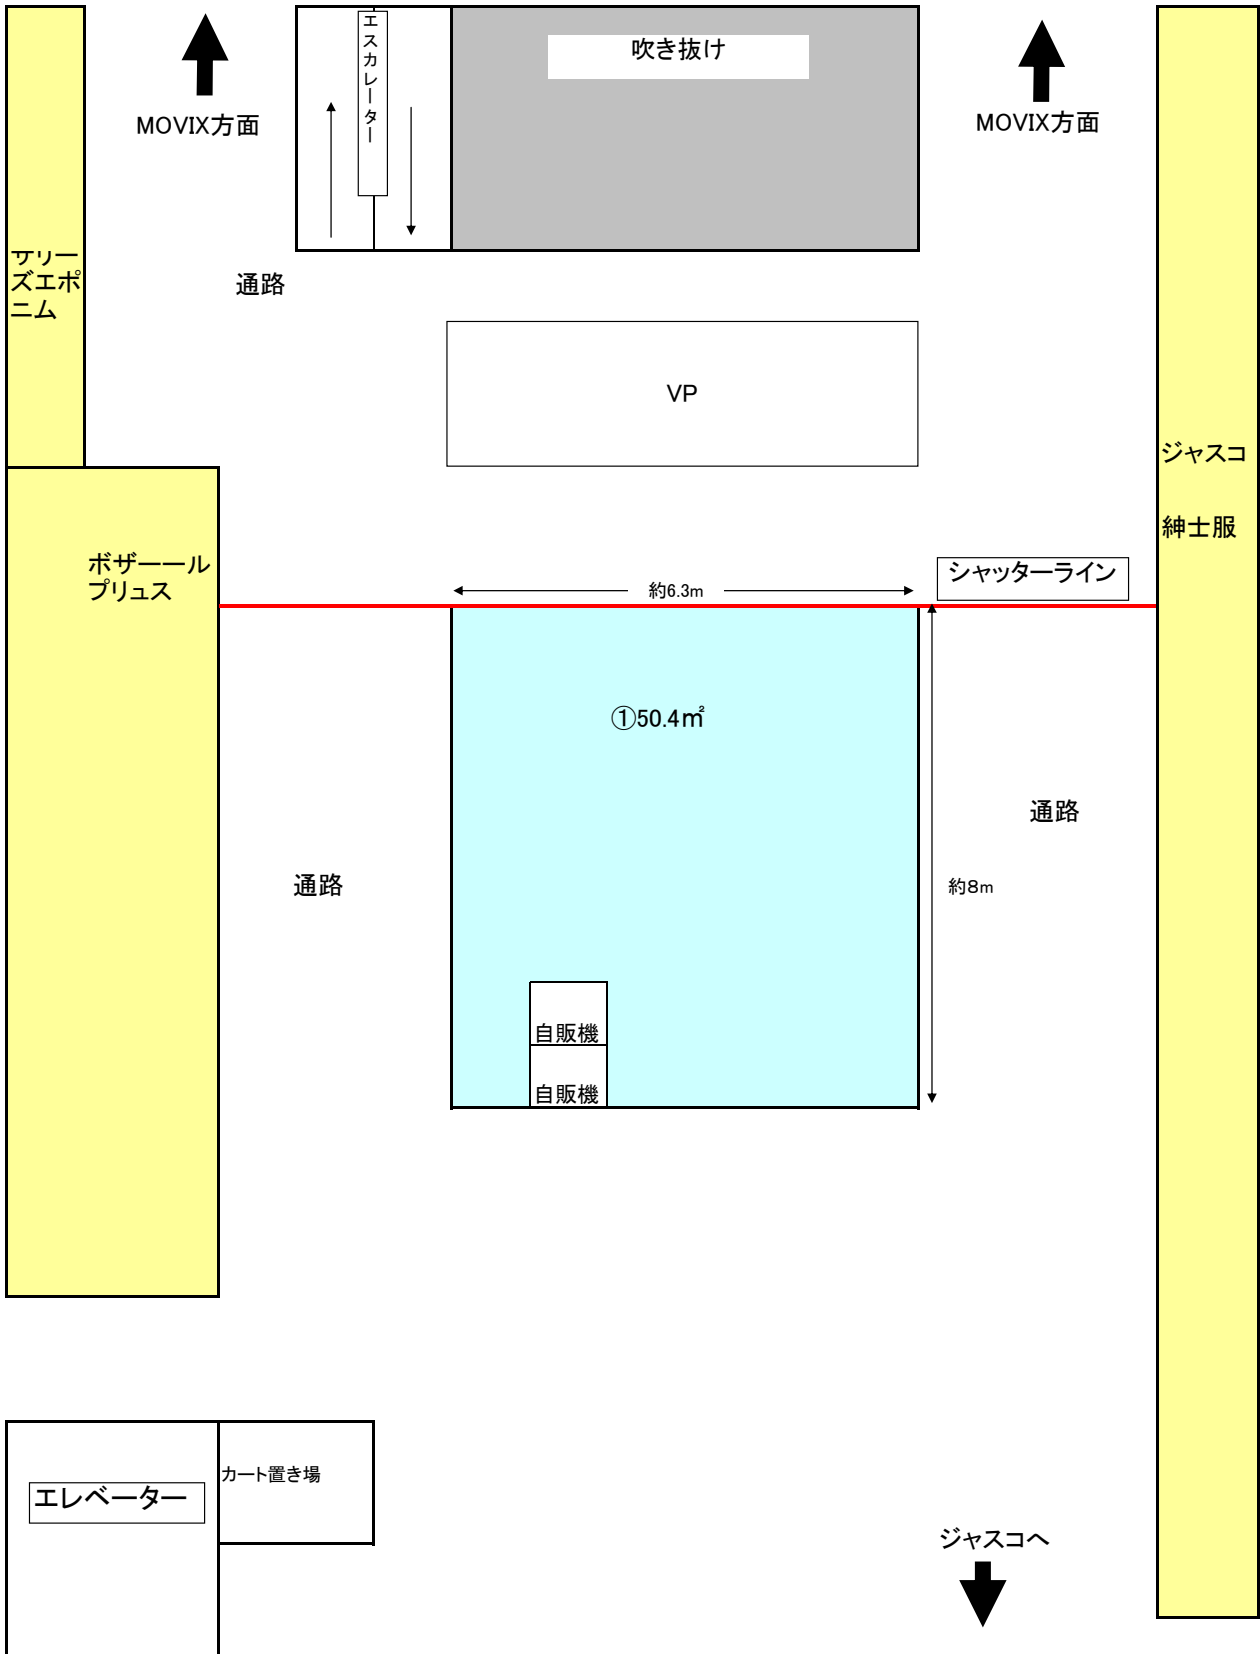 エスカレーター
吹き抜け
MOVIX方面
MOVIX方面
サリー
ズエポ
ニム
通路
VP
ジャスコ
紳士服
ボザーール
プリュス
シャッターライン
約6.3m
①50.4㎡
通路
通路
約8m
自販機
自販機
カート置き場
エレベーター
ジャスコへ